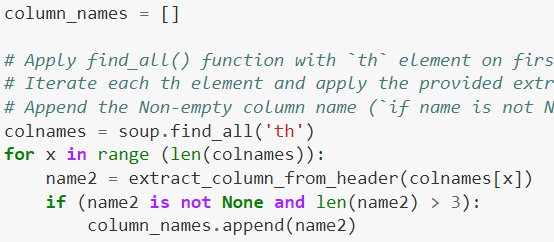 column_names = []
# Apply find_all() function with `th` element on firs
# Iterate each th element and apply the provided extr
# Append the Non-empty column name (`if name is not N
colnames = soup.find_all('th')
for x in range (len(colnames)):
    name2 = extract_column_from_header(colnames[x])
    if (name2 is not None and len(name2) > 3):
        column_names.append(name2)